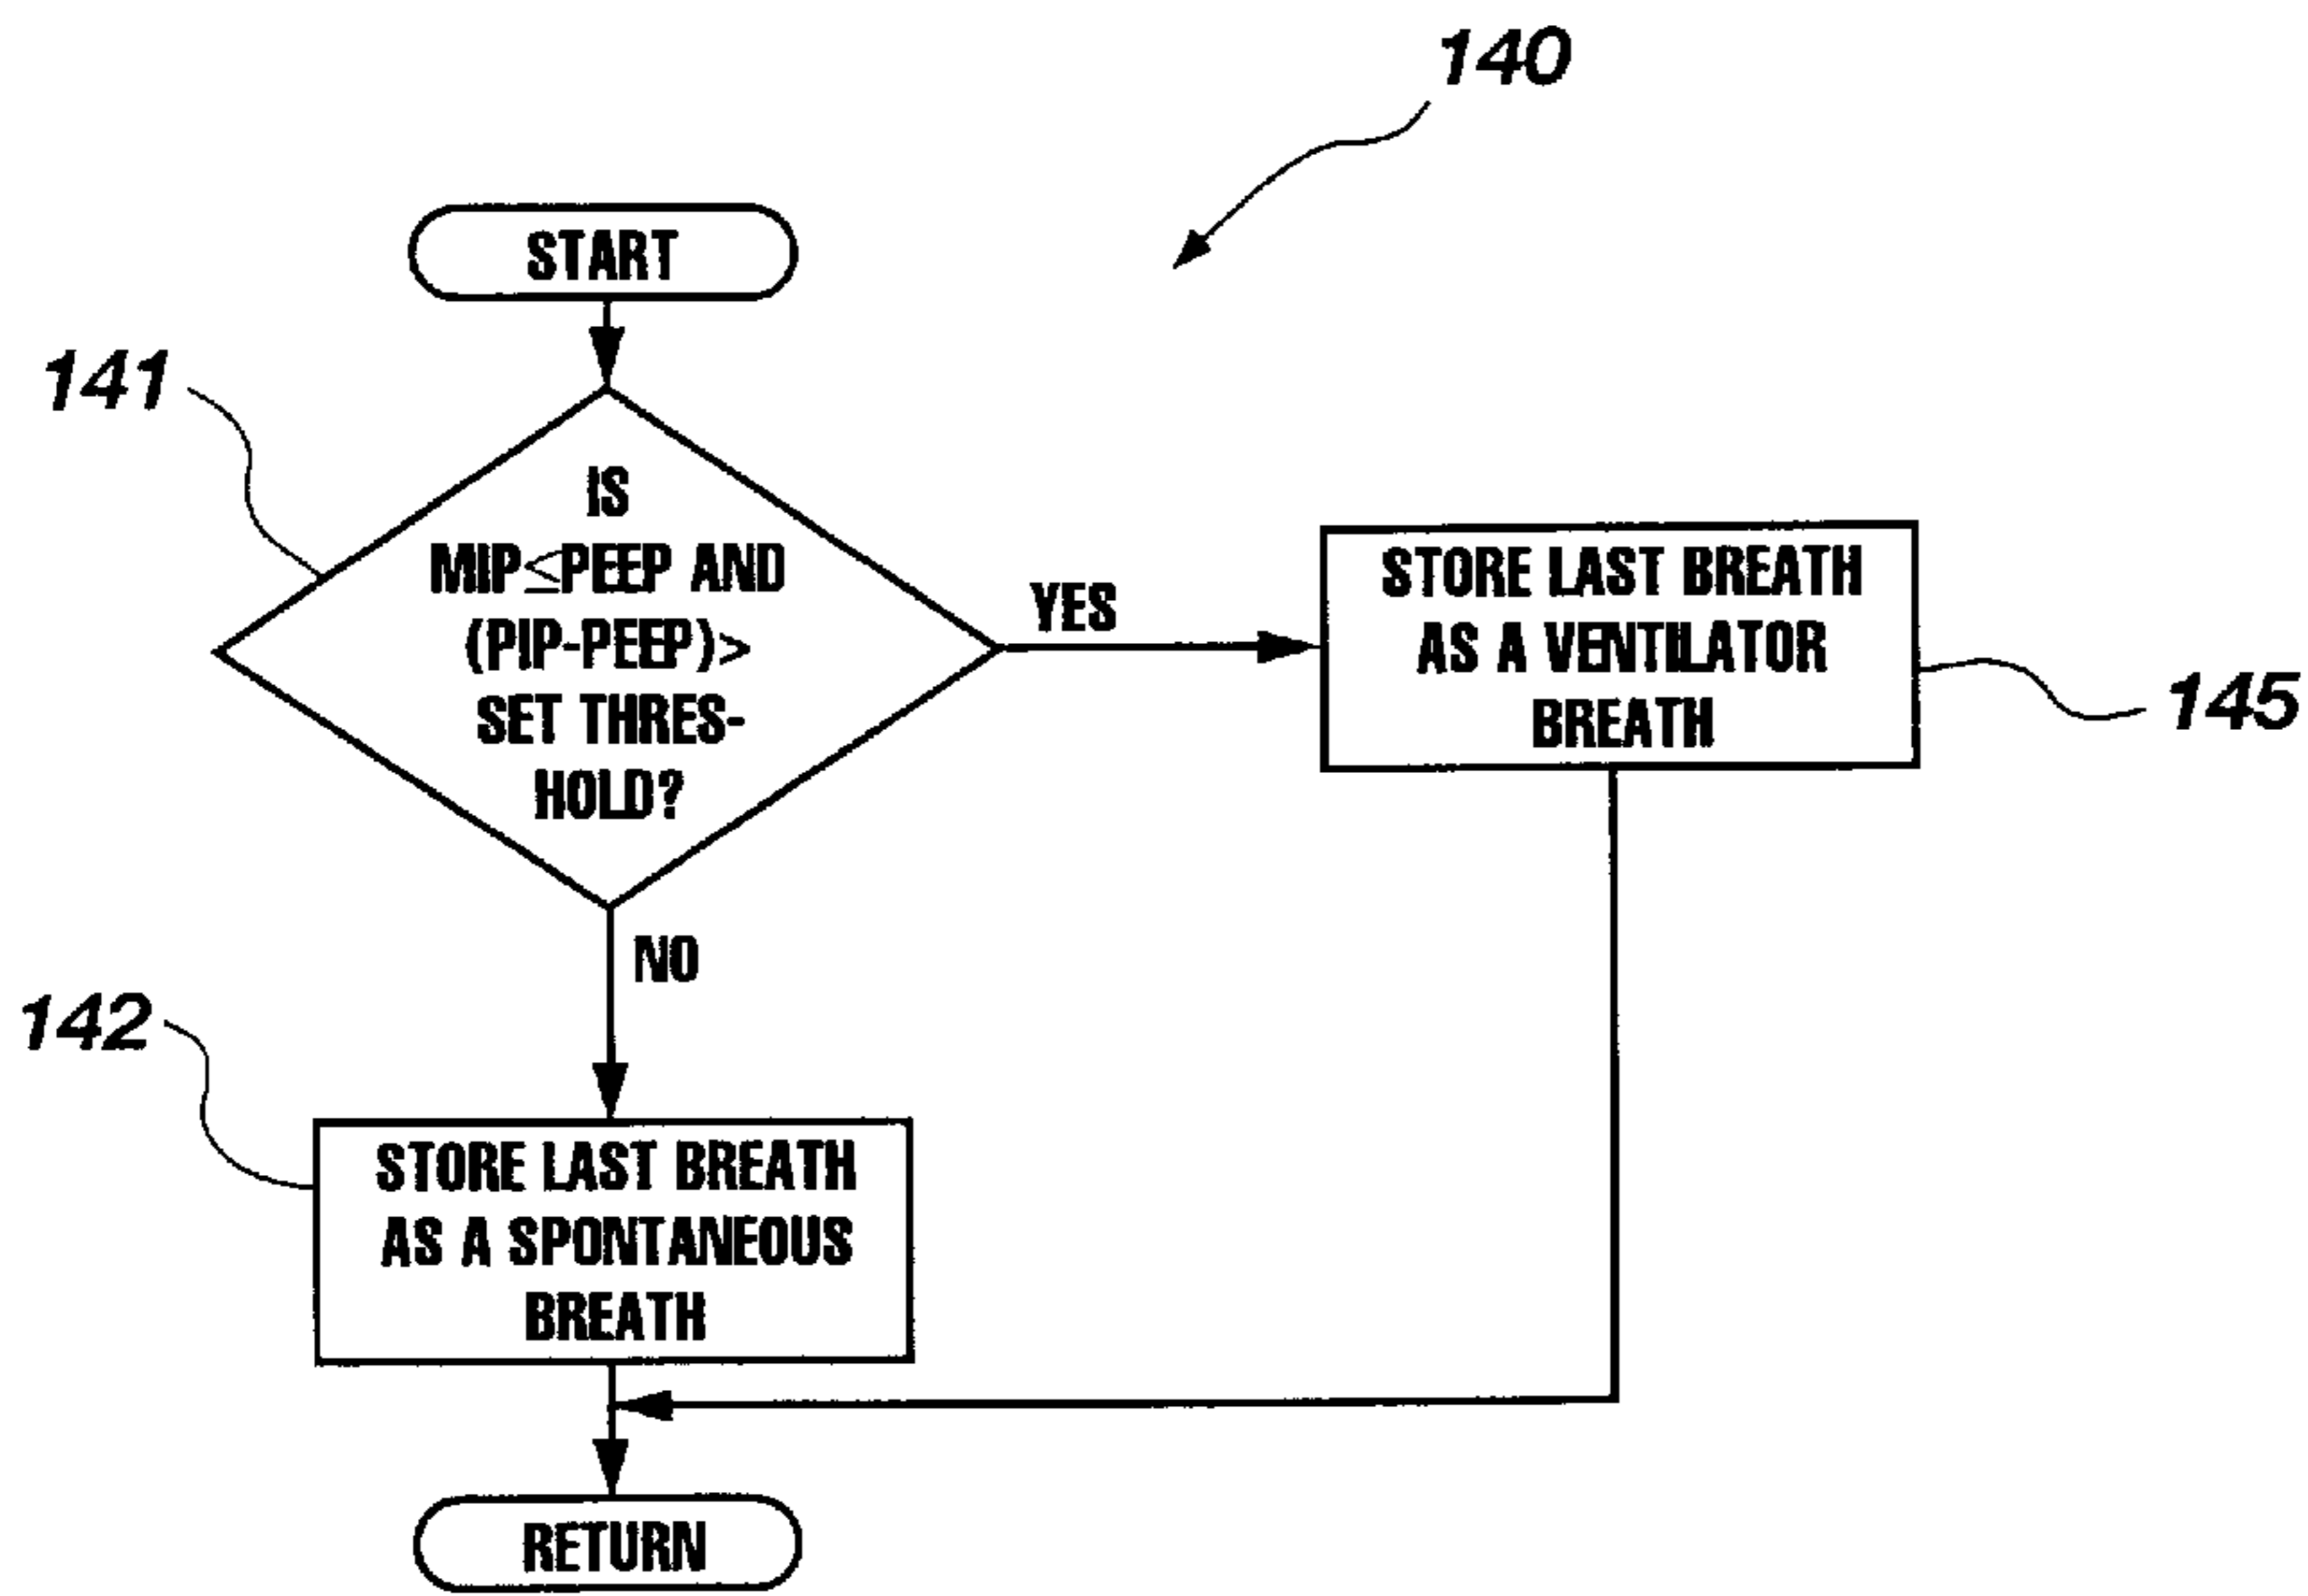 140
START
141
IS
MIP≤PEEP AND
(PIP-PEEP)>
SET THRES-
HOLD?
YES
STORE LAST BREATH
AS A VENTILATOR
BREATH
145
NO
142
STORE LAST BREATH
AS A SPONTANEOUS
BREATH
RETURN